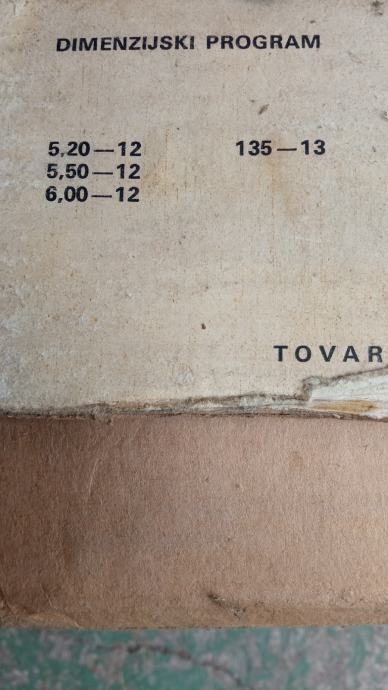 DIMENZIJSKI PROGRAM
5,20—12 135—13
5,50—12
6,00—12
TOVAR